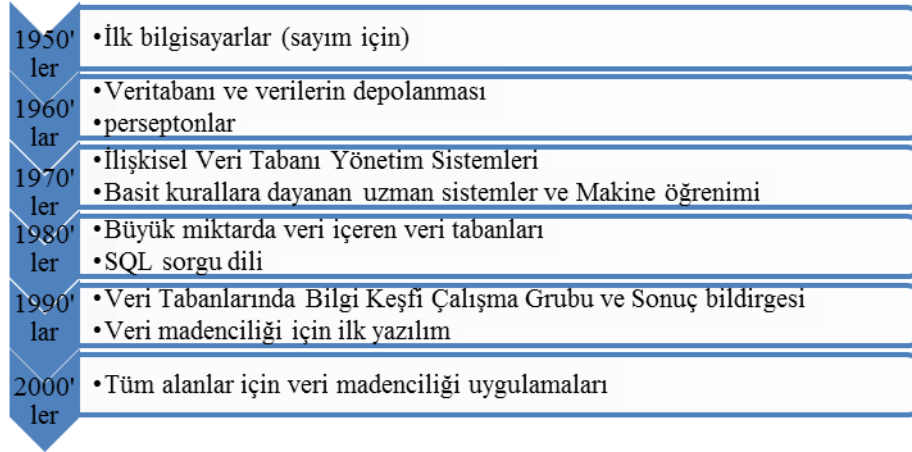 1950'
ler
•İlk bilgisayarlar (sayım için)
1960'
lar
•Veritabanı ve verilerin depolanması
•perseptonlar
1970'
ler
•İlişkisel Veri Tabanı Yönetim Sistemleri
•Basit kurallara dayanan uzman sistemler ve Makine öğrenimi
1980'
ler
•Büyük miktarda veri içeren veri tabanları
•SQL sorgu dili
1990'
lar
•Veri Tabanlarında Bilgi Keşfi Çalışma Grubu ve Sonuç bildirgesi
•Veri madenciliği için ilk yazılım
2000'
ler
•Tüm alanlar için veri madenciliği uygulamaları